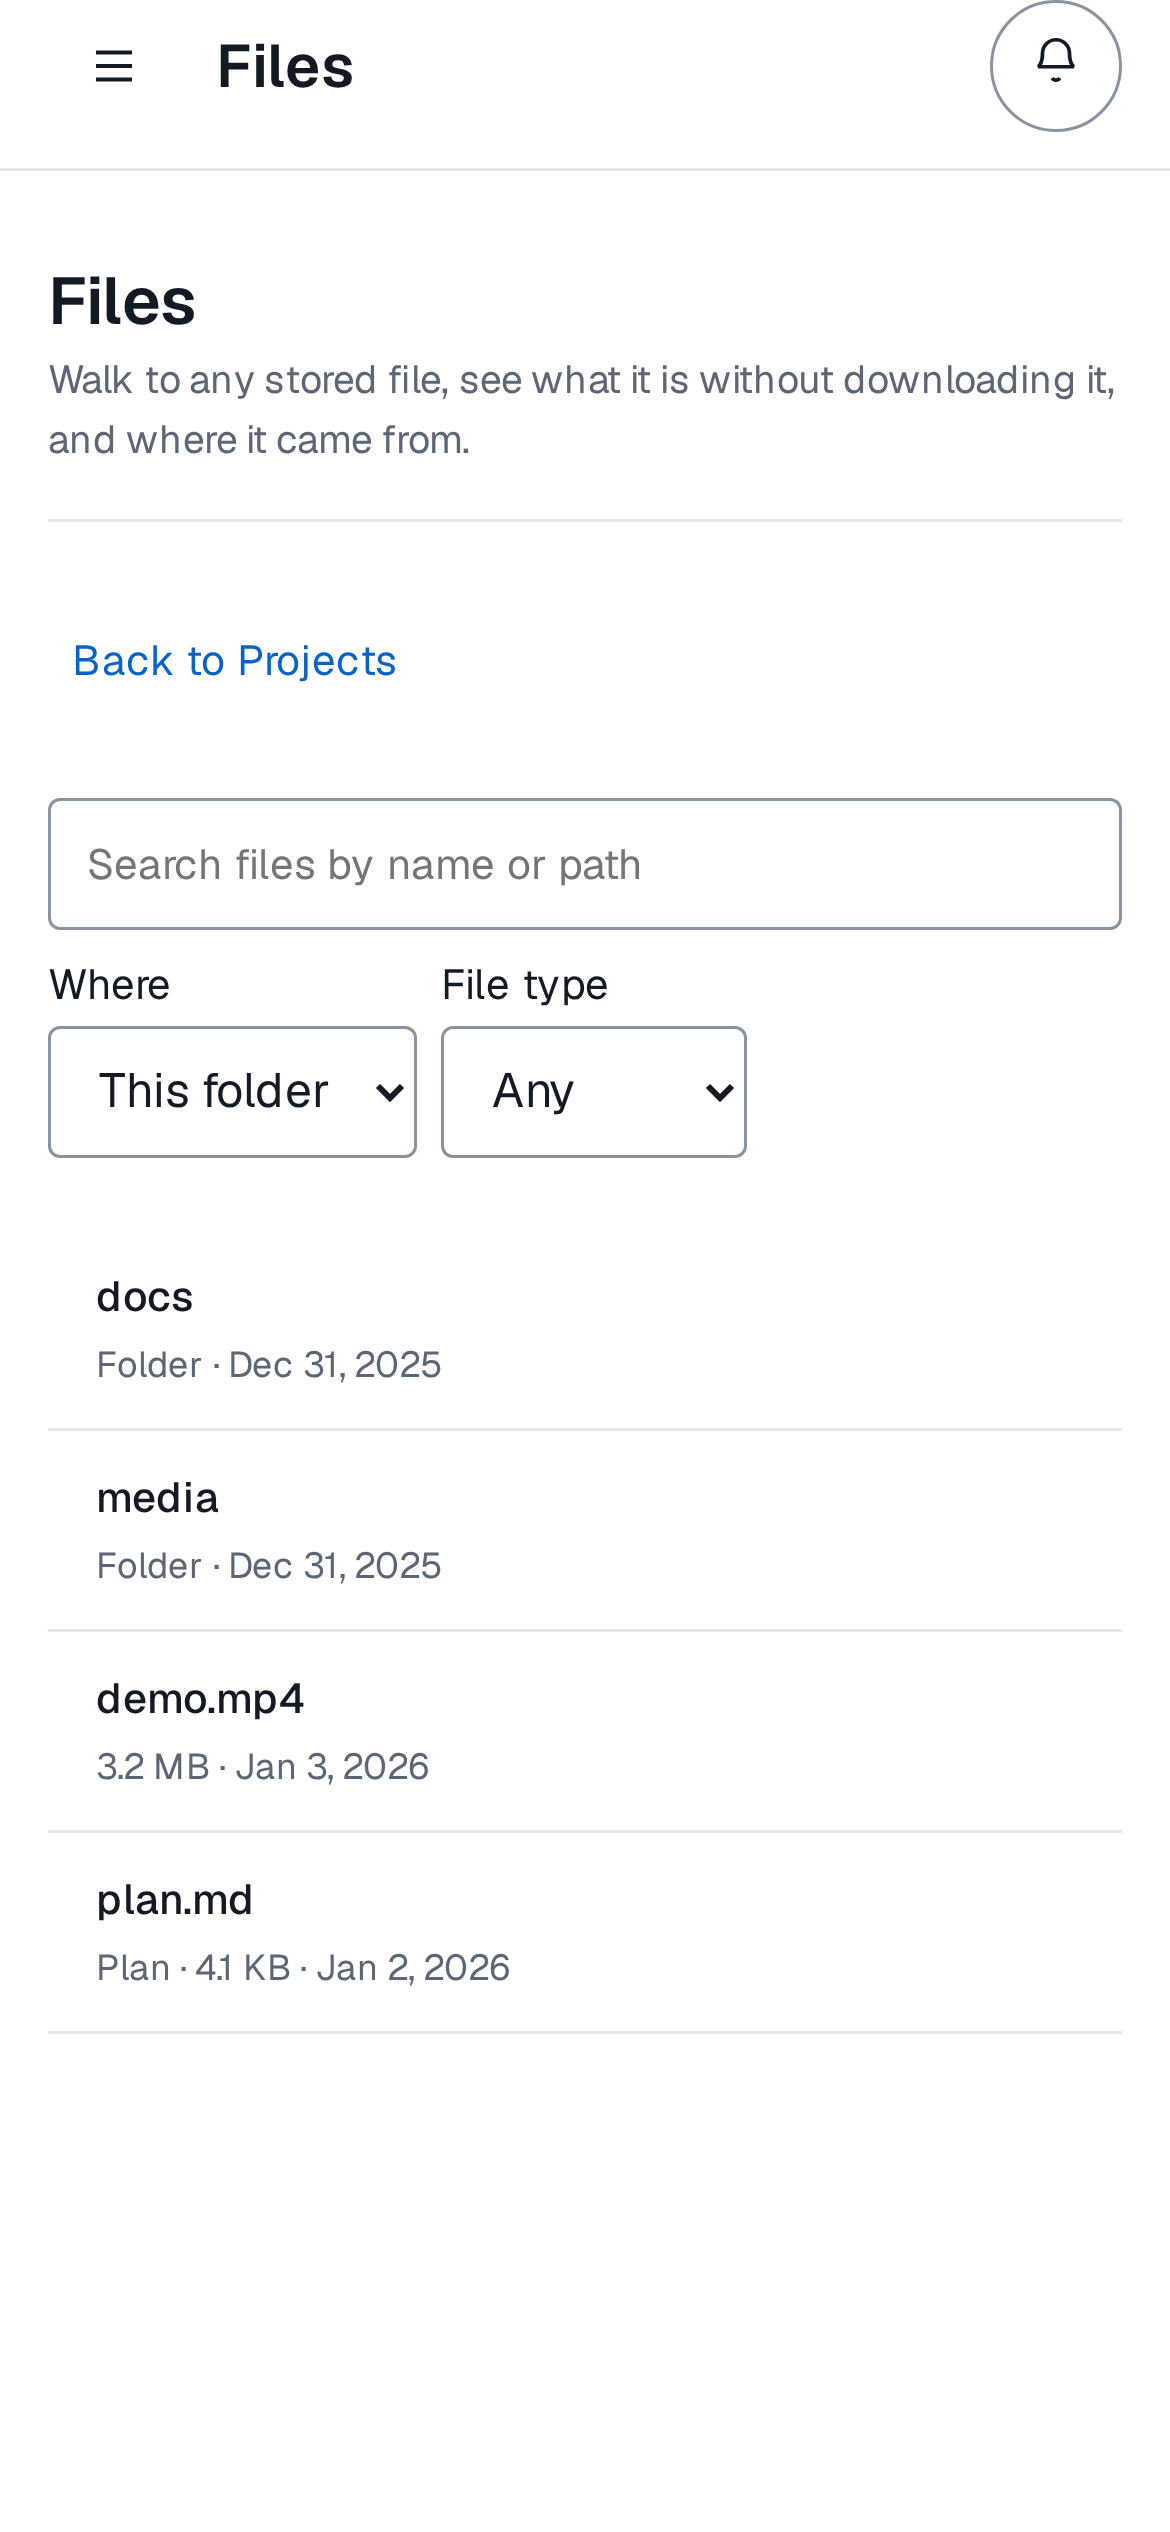 Files
Files
Walk to any stored file, see what it is without downloading it,
and where it came from.
Back to Projects
Search files by name or path
Where
File type
This folder
Any
docs
Folder · Dec 31, 2025
media
Folder · Dec 31, 2025
demo.mp4
3.2 MB · Jan 3, 2026
plan.md
Plan · 4.1 KB · Jan 2, 2026